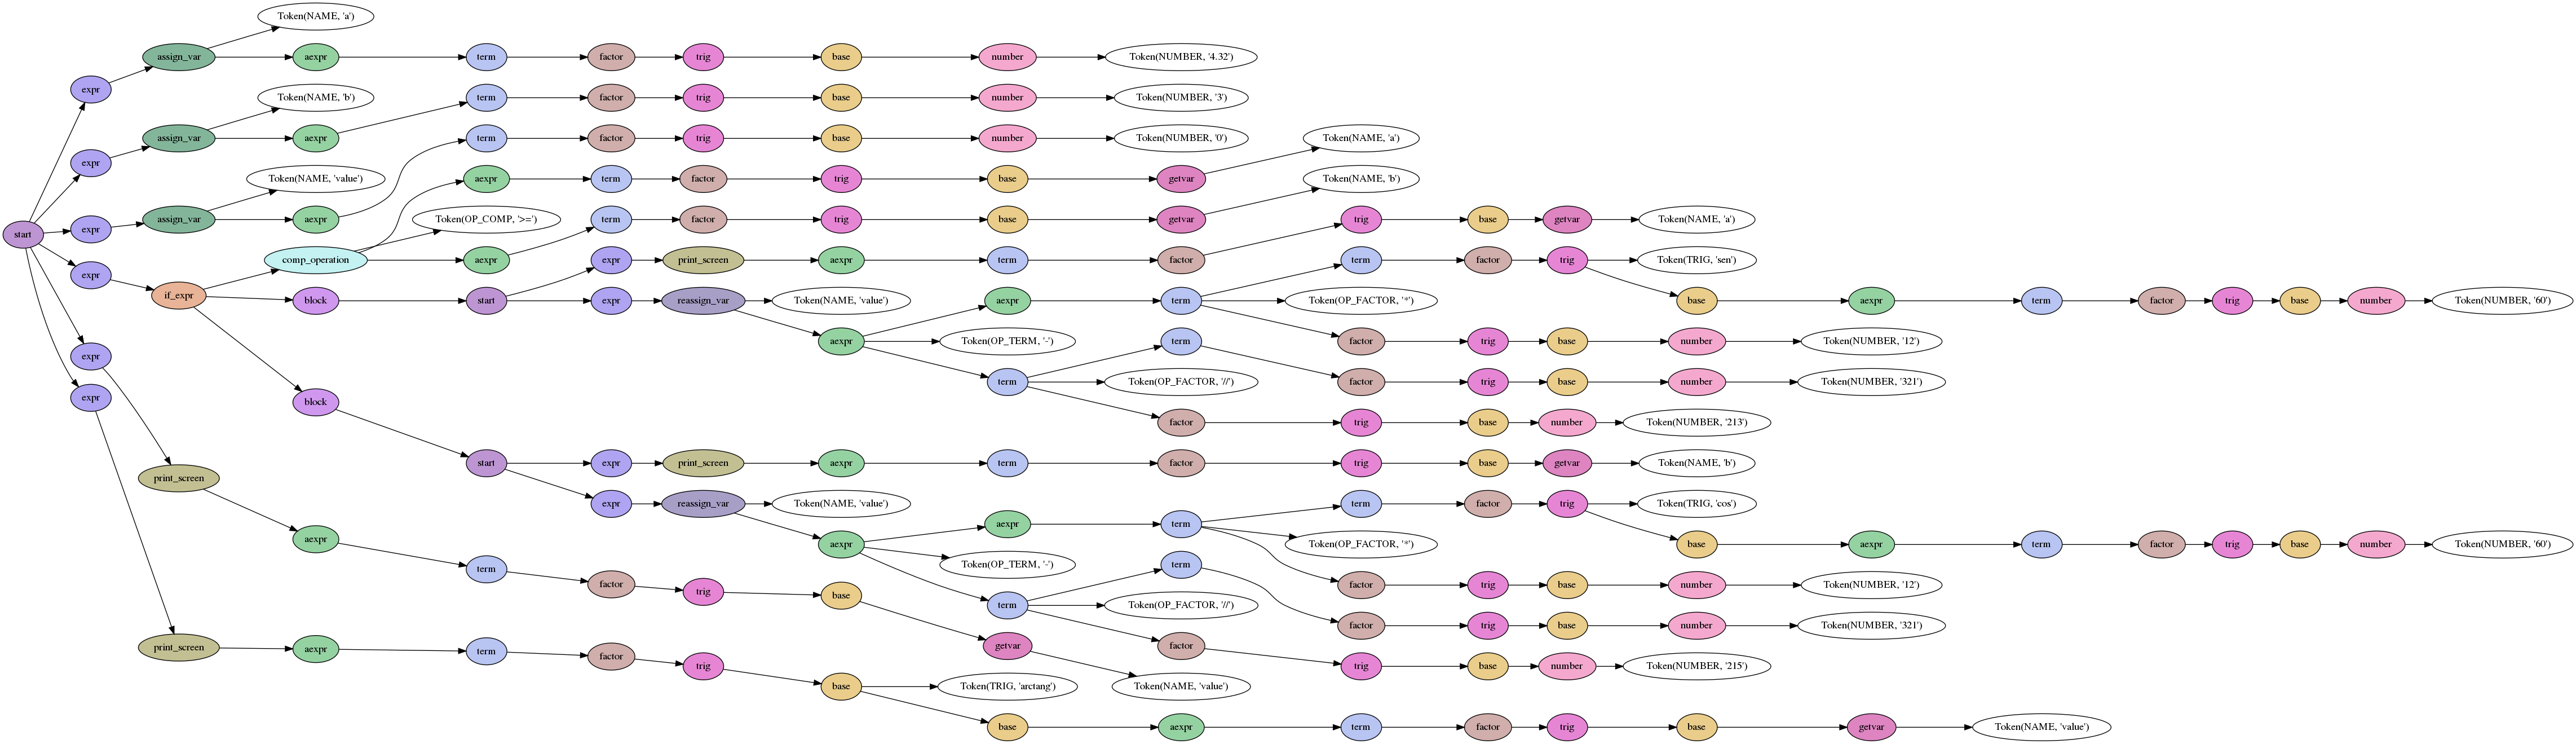 Token(NAME, 'a')
assign_var aexpr term factor trig base number Token(NUMBER, '4.32')
expr
Token(NAME, 'b') term factor trig base number Token(NUMBER, '3')
assign_var aexpr term factor trig base number Token(NUMBER, '0') Token(NAME, 'a')
expr
Token(NAME, 'value') aexpr term factor trig base getvar Token(NAME, 'b')
assign_var aexpr Token(OP_COMP, '>=') term factor trig base getvar trig base getvar Token(NAME, 'a')
expr
start
comp_operation aexpr expr print_screen aexpr term factor term factor trig Token(TRIG, 'sen')
expr
if_expr
block start expr reassign_var Token(NAME, 'value') aexpr term Token(OP_FACTOR, '*') base aexpr term factor trig base number Token(NUMBER, '60')
aexpr Token(OP_TERM, '-') term factor trig base number Token(NUMBER, '12')
expr
term Token(OP_FACTOR, '//') factor trig base number Token(NUMBER, '321')
expr
block
factor trig base number Token(NUMBER, '213')
start expr print_screen aexpr term factor trig base getvar Token(NAME, 'b')
print_screen
expr reassign_var Token(NAME, 'value') term factor trig Token(TRIG, 'cos')
aexpr term
aexpr
aexpr Token(OP_FACTOR, '*') base aexpr term factor trig base number Token(NUMBER, '60')
Token(OP_TERM, '-') term
term
factor factor trig base number Token(NUMBER, '12')
trig
base
term Token(OP_FACTOR, '//') factor trig base number Token(NUMBER, '321')
getvar factor
print_screen aexpr
term
factor
trig trig base number Token(NUMBER, '215')
base Token(TRIG, 'arctang') Token(NAME, 'value')
base aexpr term factor trig base getvar Token(NAME, 'value')